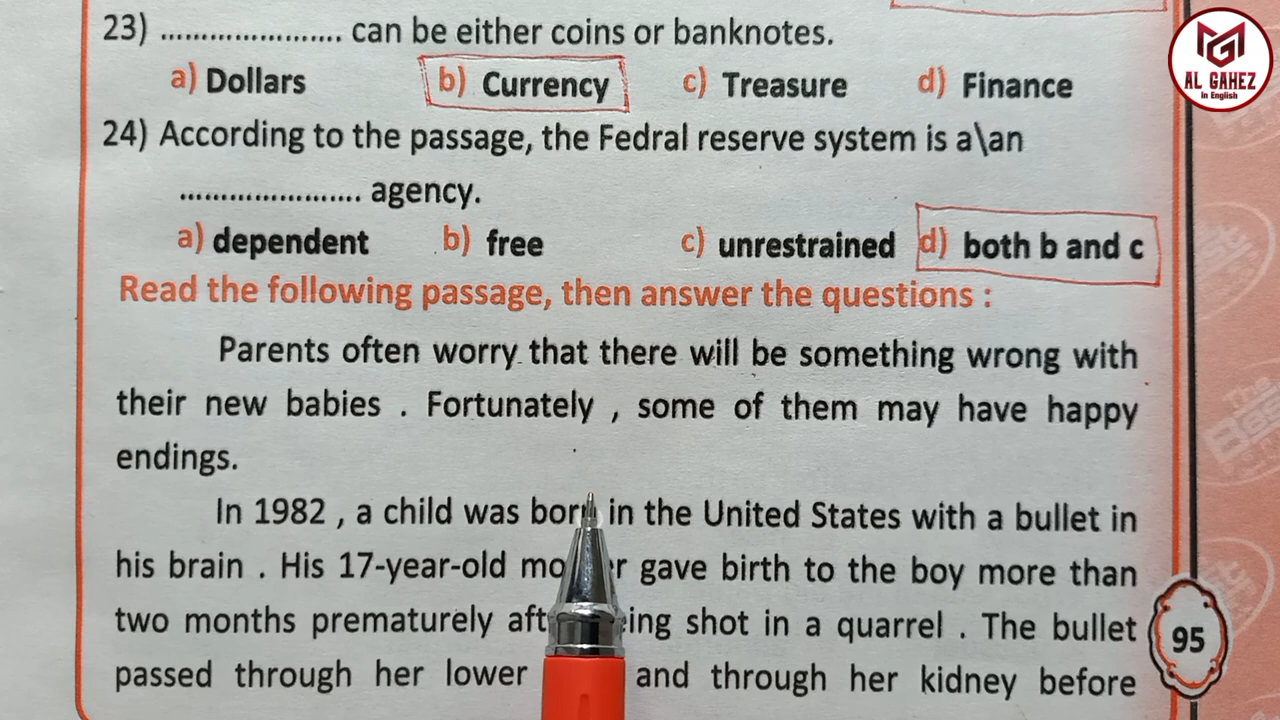 AL GAHEZ
in English
23) ...................... can be either coins or banknotes.
a) Dollars b) Currency c) Treasure d) Finance
24) According to the passage, the Fedral reserve system is a\an
...................... agency.
a) dependent b) free c) unrestrained d) both b and c
Read the following passage, then answer the questions :
Parents often worry that there will be something wrong with
their new babies . Fortunately , some of them may have happy
endings.
In 1982 , a child was born in the United States with a bullet in
his brain . His 17-year-old gave birth to the boy more than
two months prematurely shot in a quarrel . The bullet
passed through her lower and through her kidney before
95